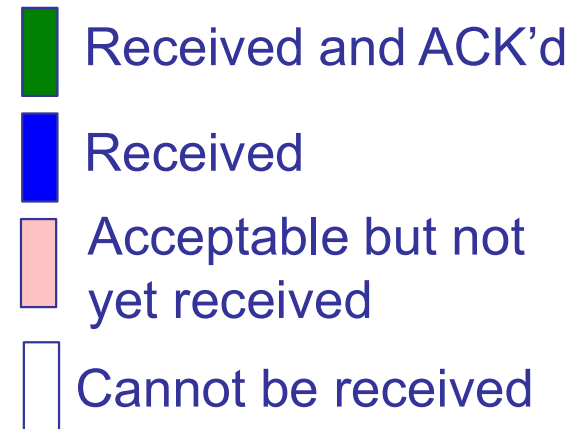 Received and ACK’d
Received
Acceptable but not
yet received
Cannot be received